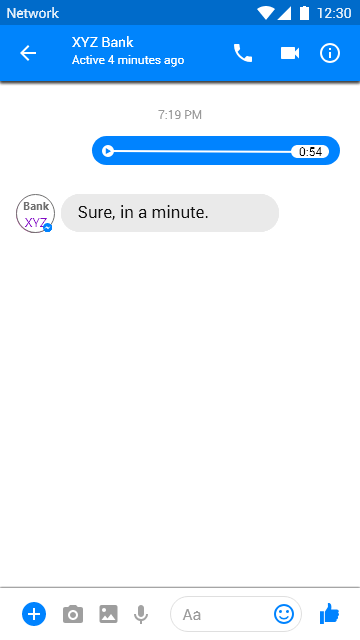 Network 12:30
XYZ Bank
Active 4 minutes ago
7:19 PM
0:54
Bank
XYZ
Sure, in a minute.
Aa